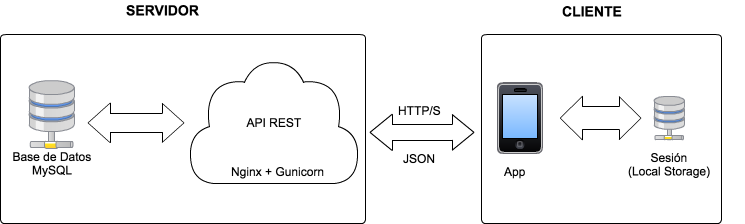 SERVIDOR
CLIENTE
Base de Datos
MySQL
API REST
Nginx + Gunicorn
HTTP/S
JSON
App
Sesión
(Local Storage)